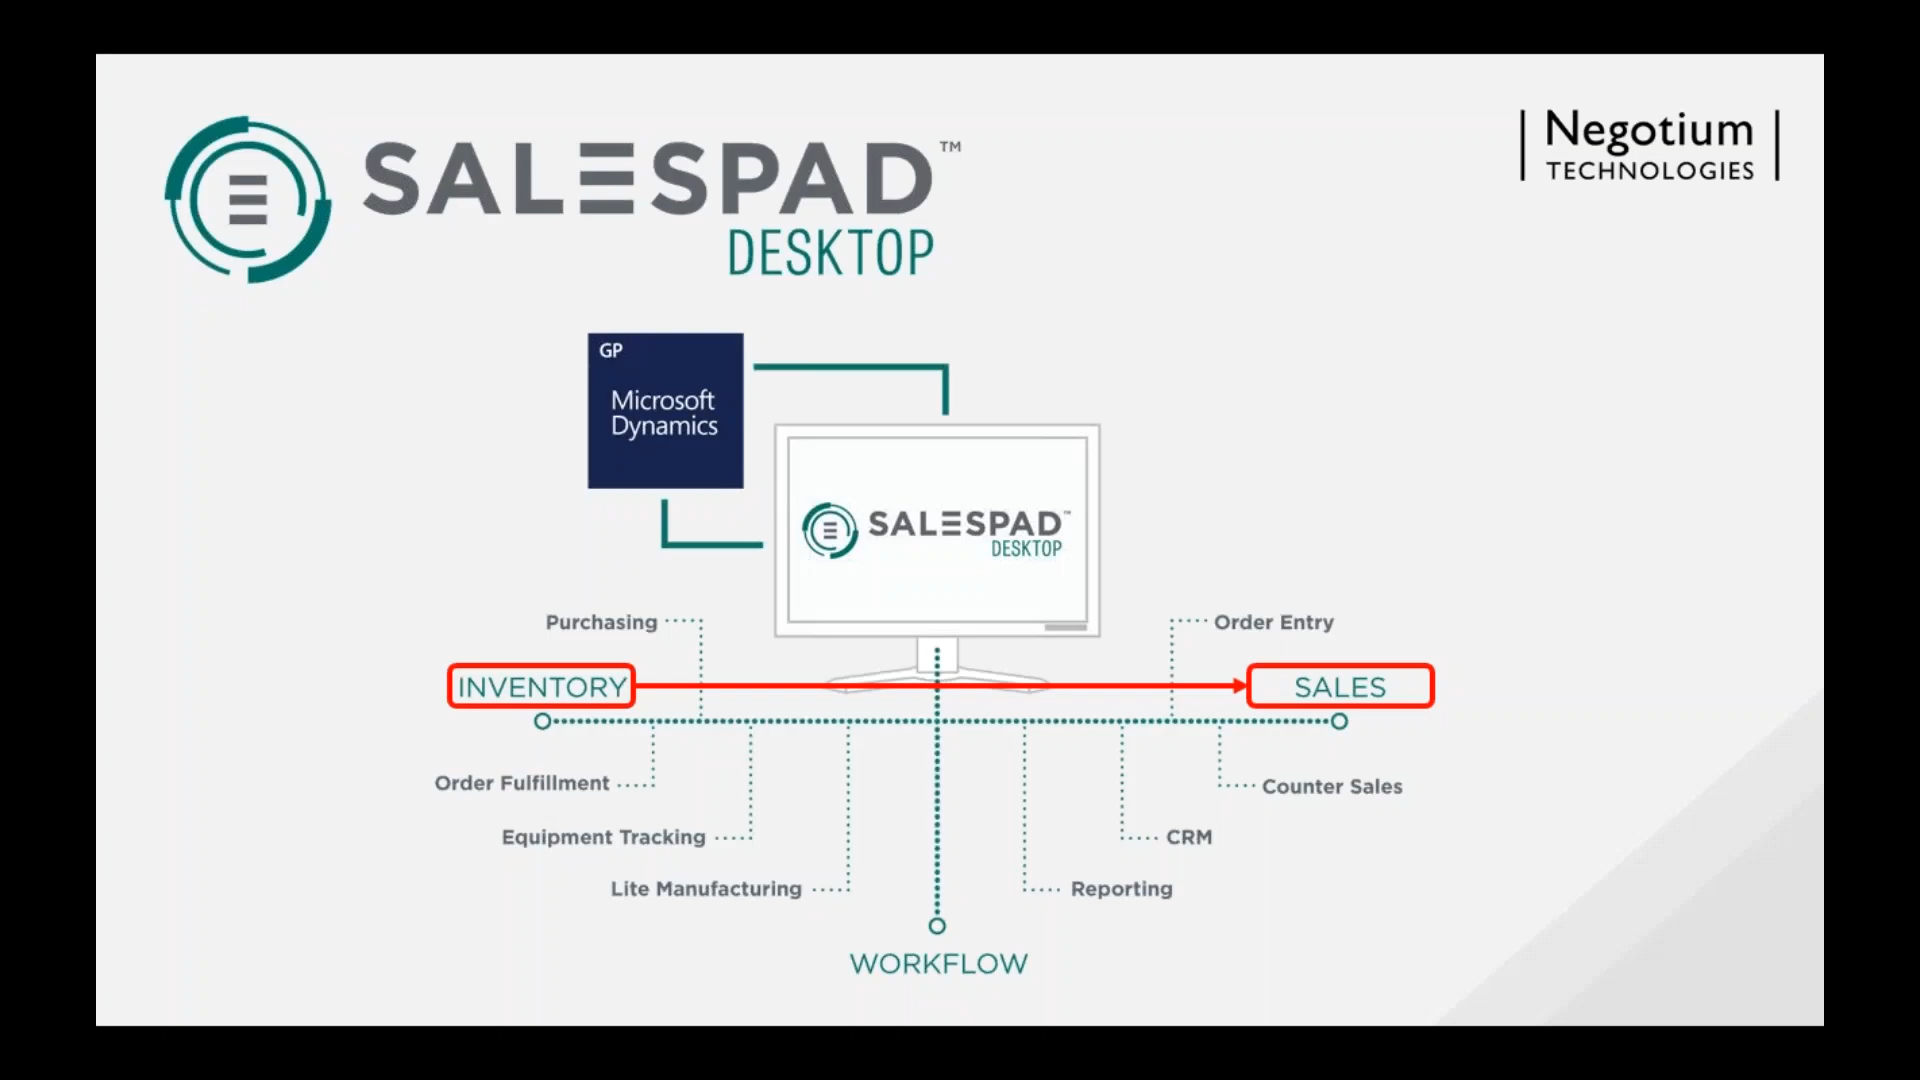 SALESPAD™
DESKTOP
Negotium
TECHNOLOGIES
GP
Microsoft
Dynamics
SALESPAD™
DESKTOP
Purchasing
Order Entry
INVENTORY
SALES
Order Fulfillment
Counter Sales
Equipment Tracking
CRM
Lite Manufacturing
Reporting
WORKFLOW